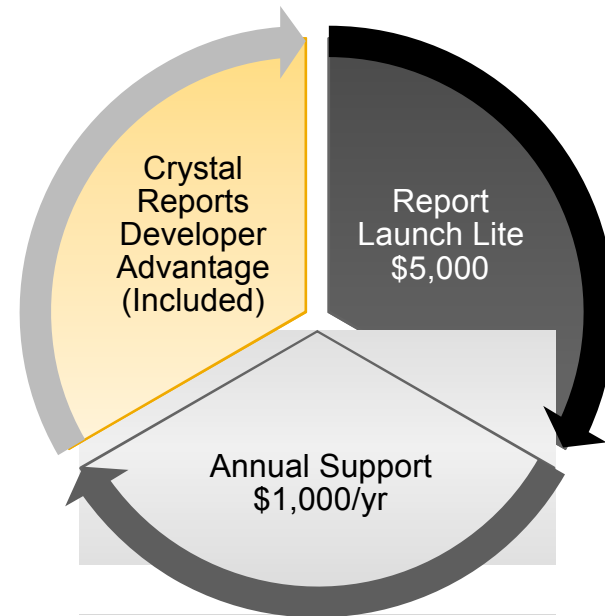 Crystal
Reports
Developer
Advantage
(Included)
Report
Launch Lite
$5,000
Annual Support
$1,000/yr